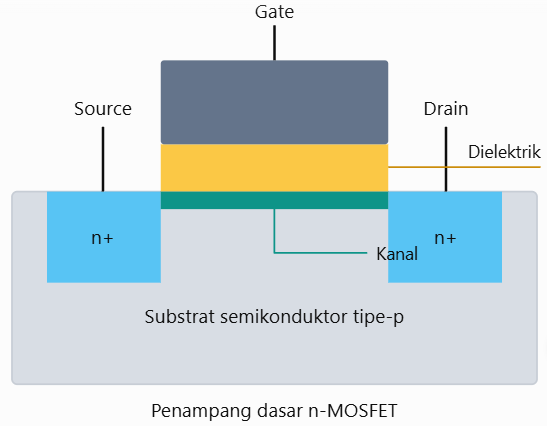 Gate
Source
Drain
Dielektrik
n+
n+
Kanal
Substrat semikonduktor tipe-p
Penampang dasar n-MOSFET